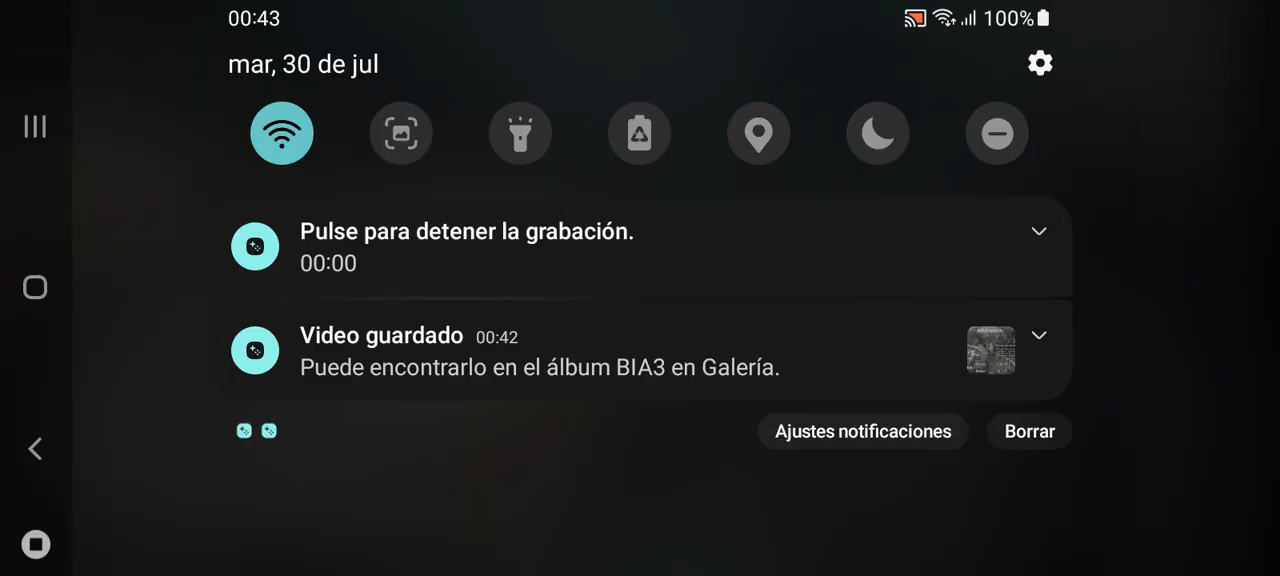 00:43 100%
mar, 30 de jul
Pulse para detener la grabación.
00:00
Video guardado 00:42
Puede encontrarlo en el álbum BIA3 en Galería.
Ajustes notificaciones Borrar